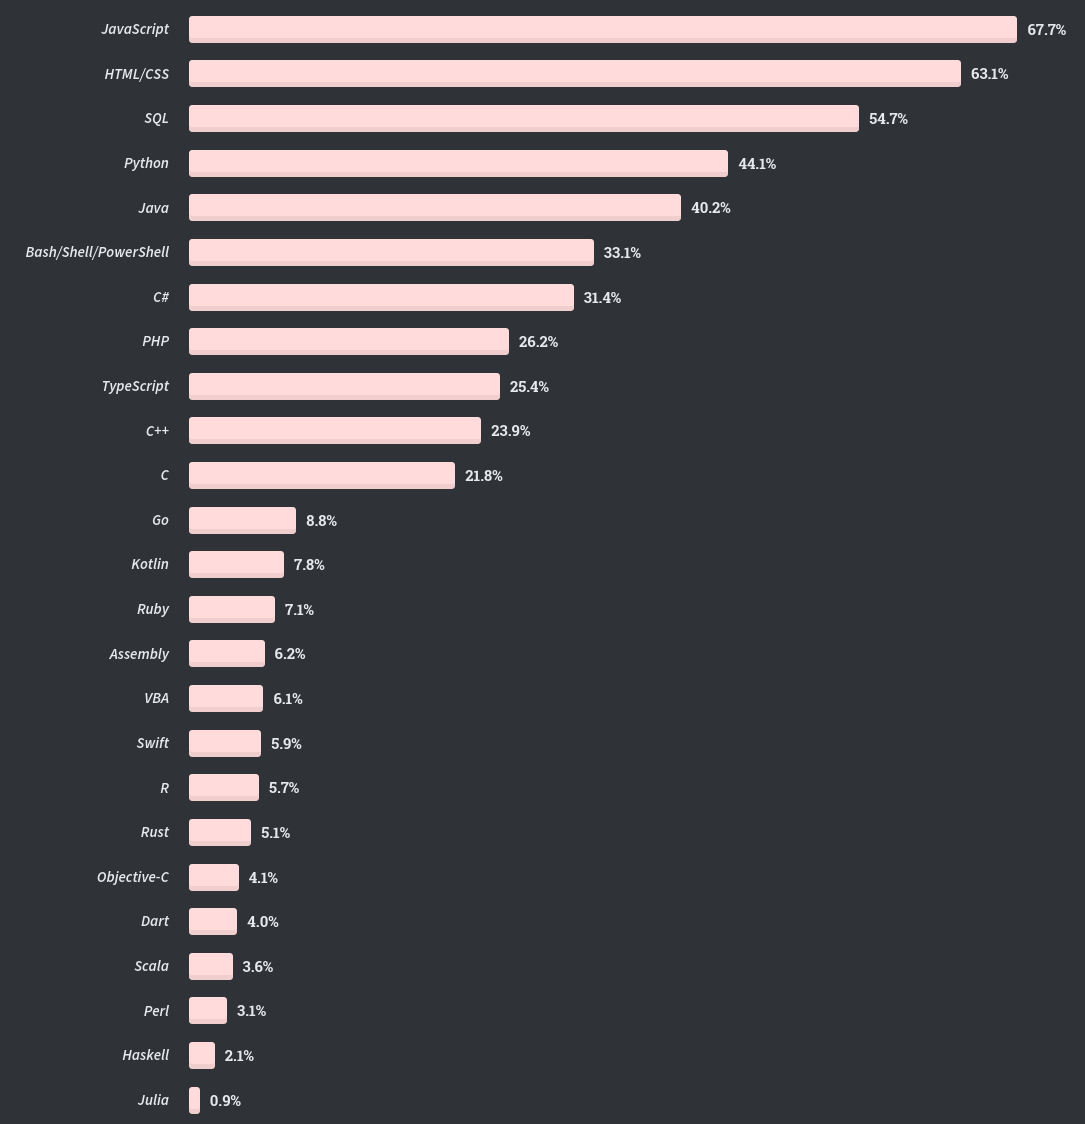 JavaScript 67.7%
HTML/CSS 63.1%
SQL 54.7%
Python 44.1%
Java 40.2%
Bash/Shell/PowerShell 33.1%
C# 31.4%
PHP 26.2%
TypeScript 25.4%
C++ 23.9%
C 21.8%
Go 8.8%
Kotlin 7.8%
Ruby 7.1%
Assembly 6.2%
VBA 6.1%
Swift 5.9%
R 5.7%
Rust 5.1%
Objective-C 4.1%
Dart 4.0%
Scala 3.6%
Perl 3.1%
Haskell 2.1%
Julia 0.9%